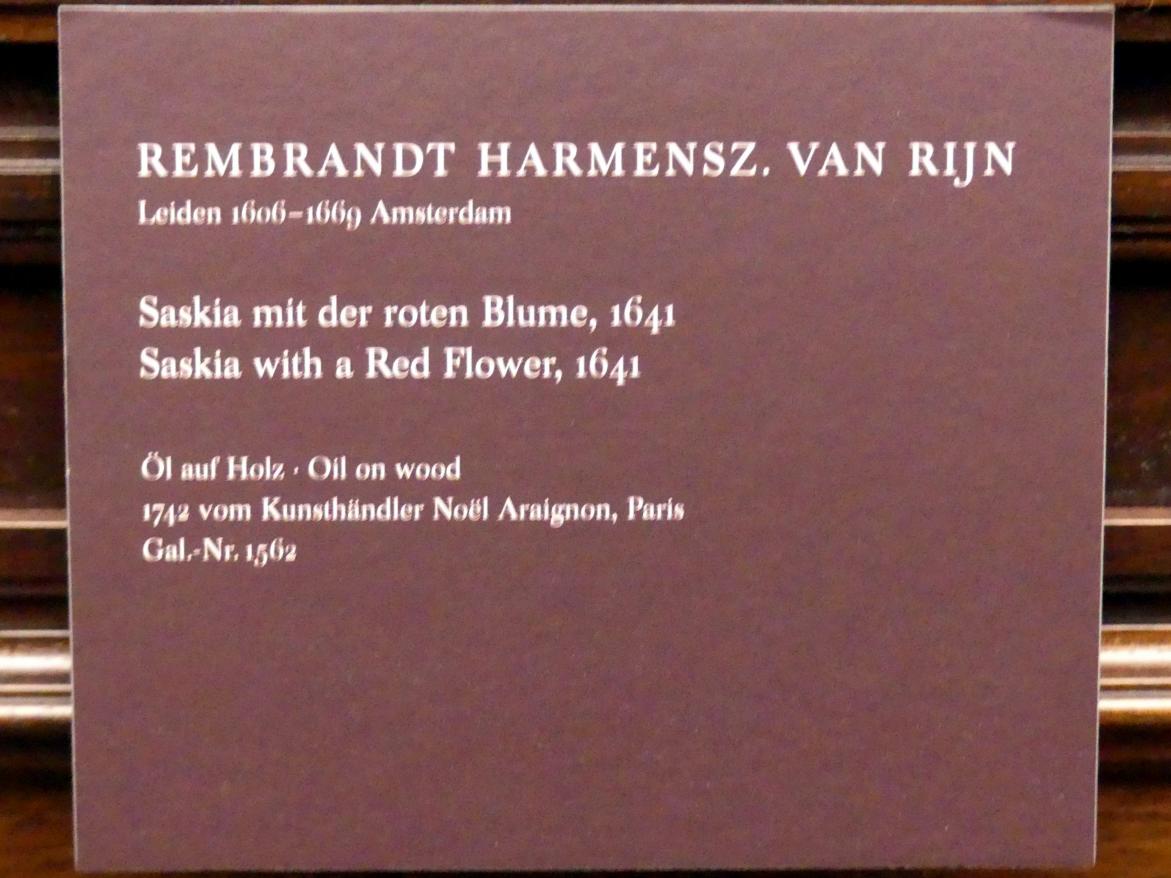 REMBRANDT HARMENSZ. VAN RIJN
Leiden 1606–1669 Amsterdam
Saskia mit der roten Blume, 1641
Saskia with a Red Flower, 1641
Öl auf Holz · Oil on wood
1742 vom Kunsthändler Noël Araignon, Paris
Gal.-Nr. 1562